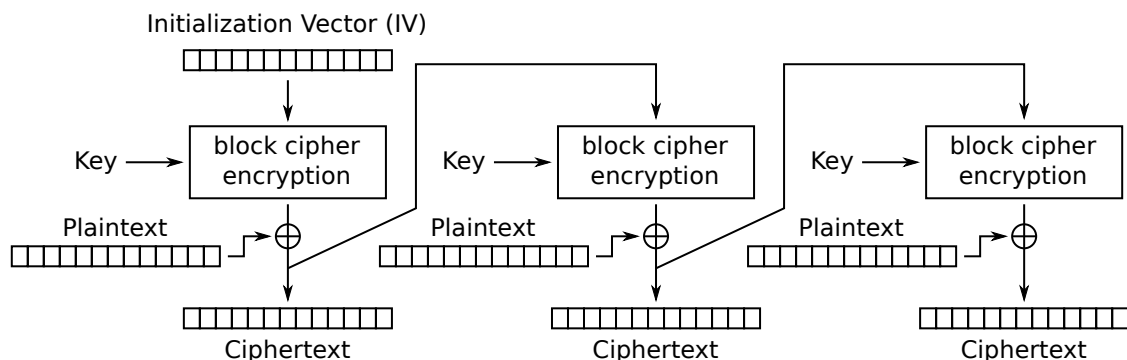 Initialization Vector (IV)
Key
block cipher
encryption
Key
block cipher
encryption
Key
block cipher
encryption
Plaintext
Plaintext
Plaintext
Ciphertext
Ciphertext
Ciphertext